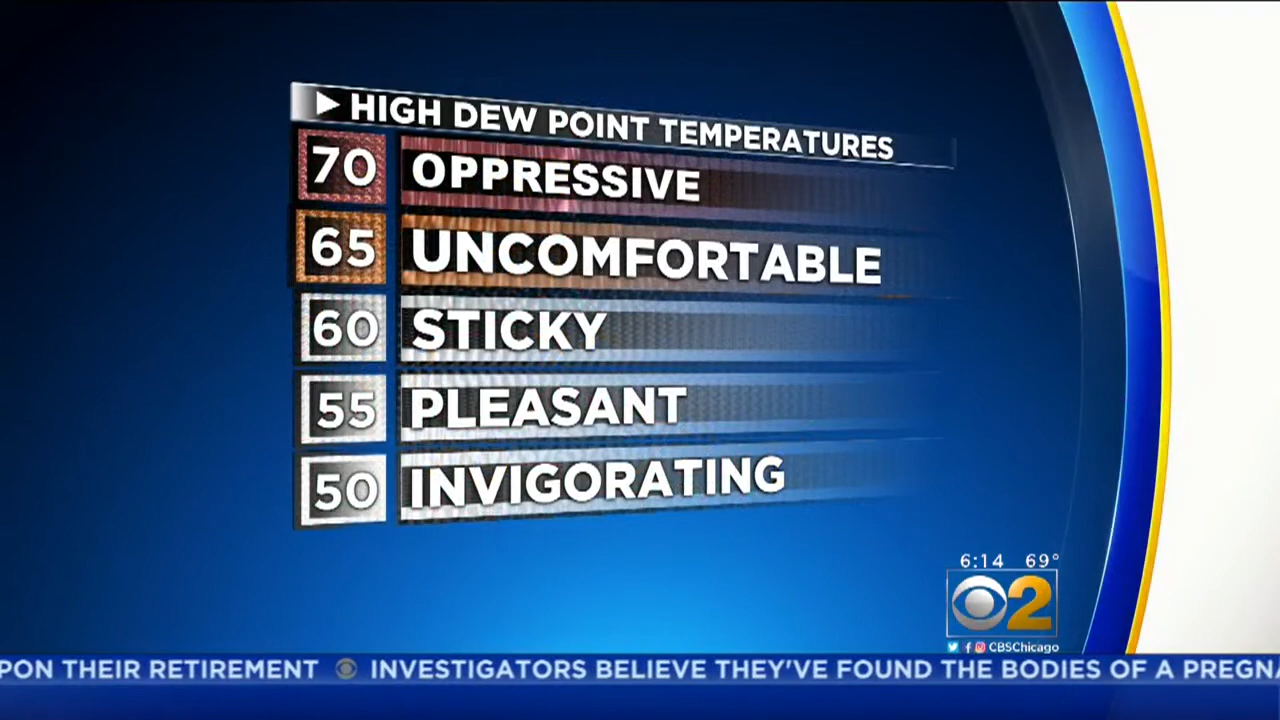 HIGH DEW POINT TEMPERATURES
70 OPPRESSIVE
65 UNCOMFORTABLE
60 STICKY
55 PLEASANT
50 INVIGORATING
6:14 69°
2
CBSChicago
PON THEIR RETIREMENT INVESTIGATORS BELIEVE THEY'VE FOUND THE BODIES OF A PREGNA